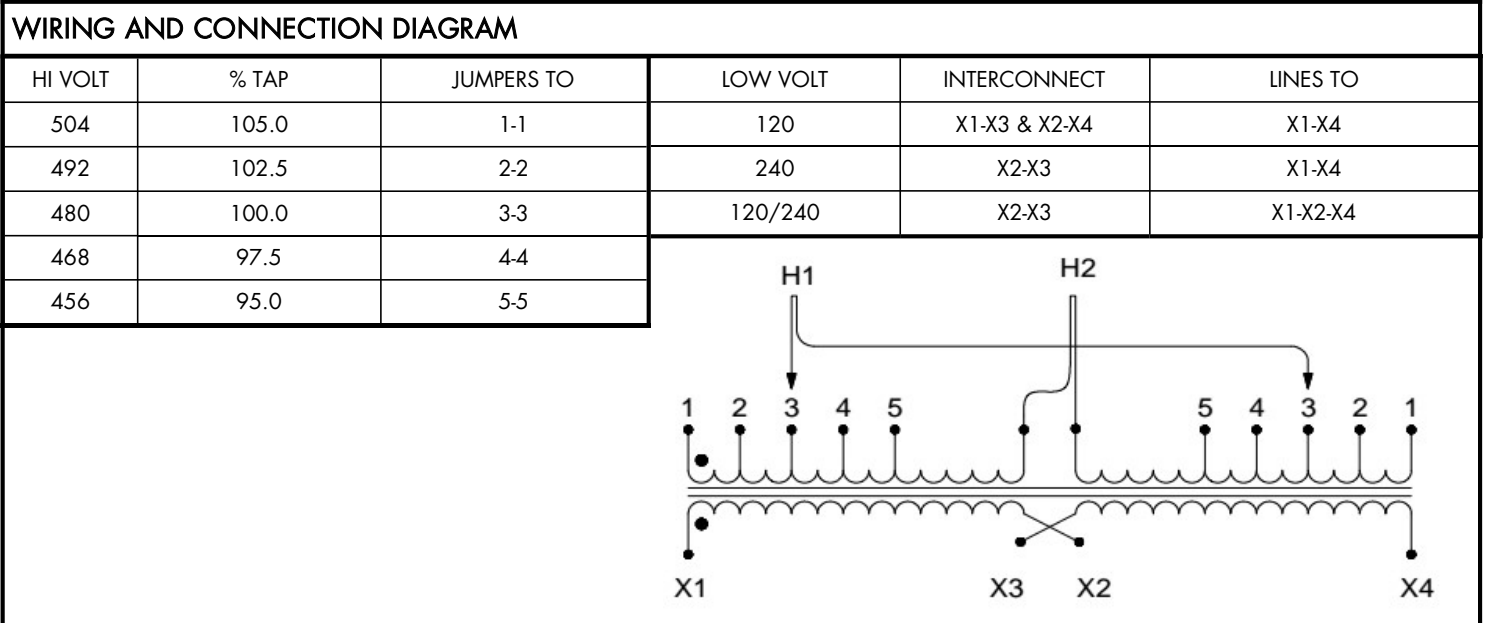 WIRING AND CONNECTION DIAGRAM
HI VOLT % TAP JUMPERS TO LOW VOLT INTERCONNECT LINES TO
504 105.0 1-1 120 X1-X3 & X2-X4 X1-X4
492 102.5 2-2 240 X2-X3 X1-X4
480 100.0 3-3 120/240 X2-X3 X1-X2-X4
468 97.5 4-4
456 95.0 5-5
H1 H2
1 2 3 4 5 5 4 3 2 1
X1 X3 X2 X4